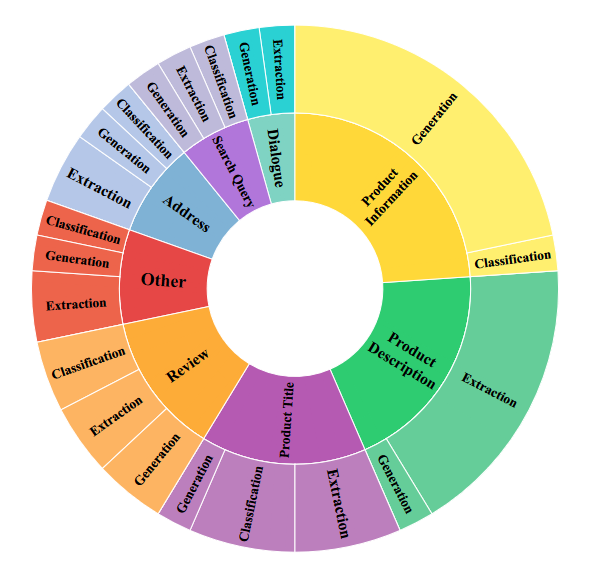 Generation
Classification
Product
Information
Extraction
Generation
Product
Description
Extraction
Classification
Generation
Product Title
Generation
Extraction
Classification
Review
Extraction
Generation
Classification
Other
Extraction
Generation
Classification
Address
Generation
Extraction
Classification
Search Query
Generation
Extraction
Dialogue